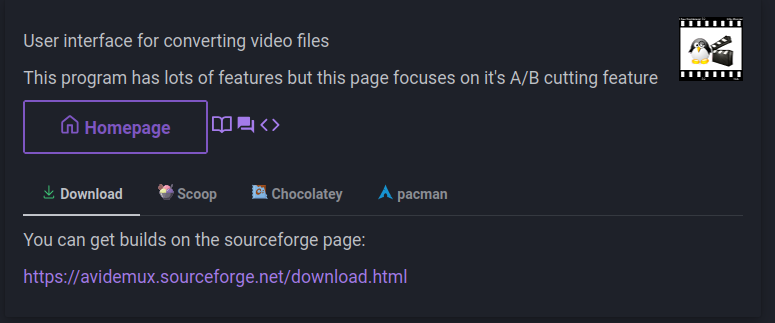 User interface for converting video files
This program has lots of features but this page focuses on it's A/B cutting feature
Homepage
Download Scoop Chocolatey pacman
You can get builds on the sourceforge page:
https://avidemux.sourceforge.net/download.html